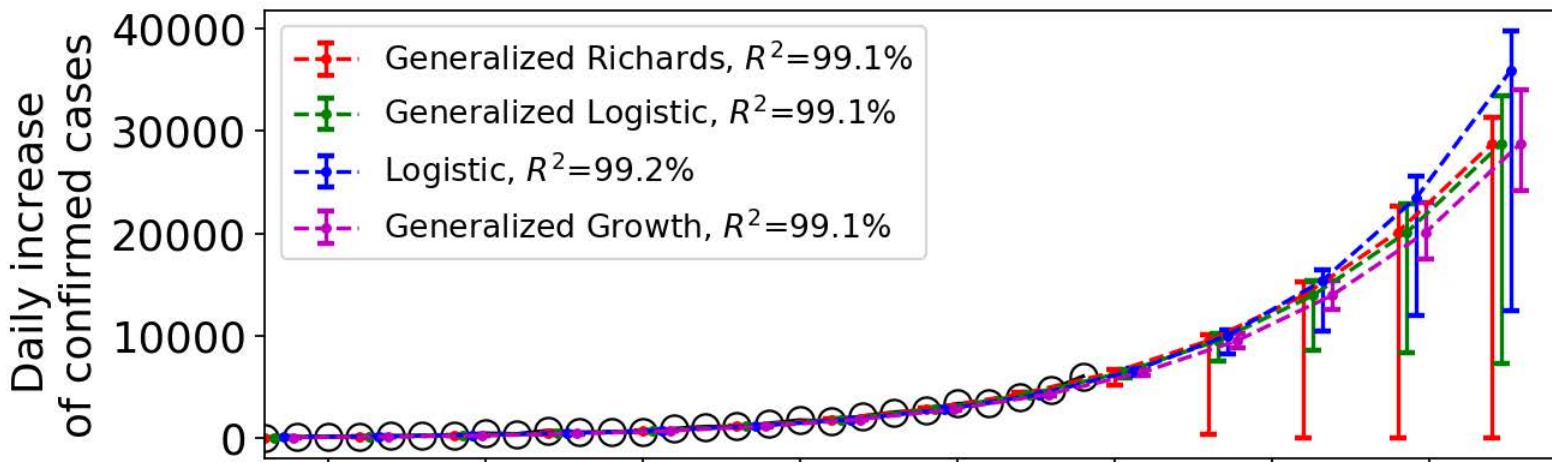 Daily increase
of confirmed cases
40000
30000
20000
10000
0
Generalized Richards, R²=99.1%
Generalized Logistic, R²=99.1%
Logistic, R²=99.2%
Generalized Growth, R²=99.1%